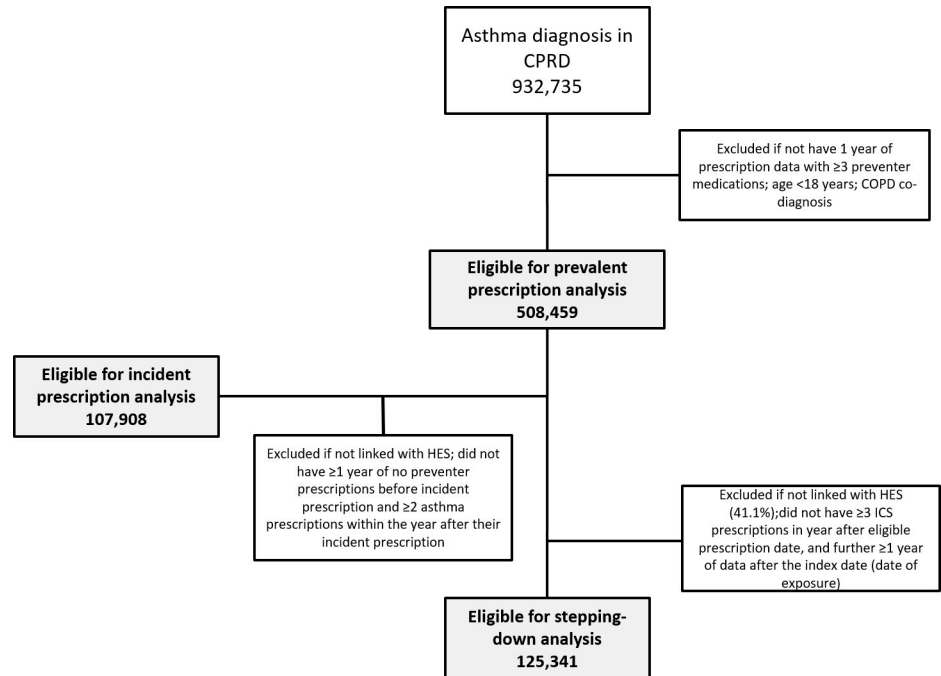 Asthma diagnosis in
CPRD
932,735
Excluded if not have 1 year of
prescription data with ≥3 preventer
medications; age <18 years; COPD co-
diagnosis
Eligible for prevalent
prescription analysis
508,459
Eligible for incident
prescription analysis
107,908
Excluded if not linked with HES; did not
have ≥1 year of no preventer
prescriptions before incident
prescription and ≥2 asthma
prescriptions within the year after their
incident prescription
Excluded if not linked with HES
(41.1%);did not have ≥3 ICS
prescriptions in year after eligible
prescription date, and further ≥1 year
of data after the index date (date of
exposure)
Eligible for stepping-
down analysis
125,341